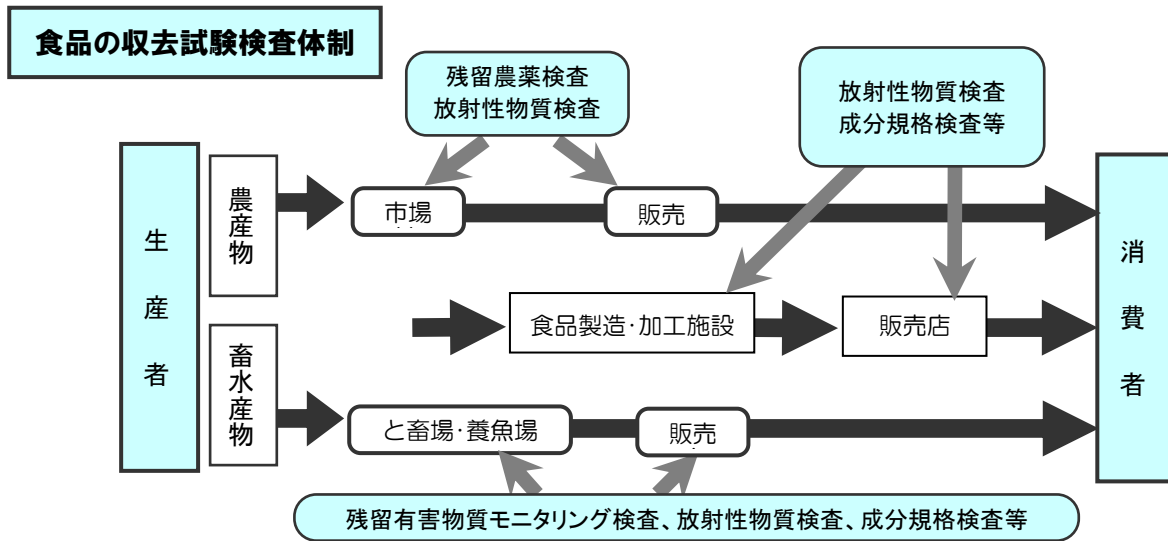 食品の収去試験検査体制
残留農薬検査
放射性物質検査
放射性物質検査
成分規格検査等
生産者
農産物
市場
販売
消費者
食品製造・加工施設
販売店
畜水産物
と畜場・養魚場
販売
残留有害物質モニタリング検査、放射性物質検査、成分規格検査等